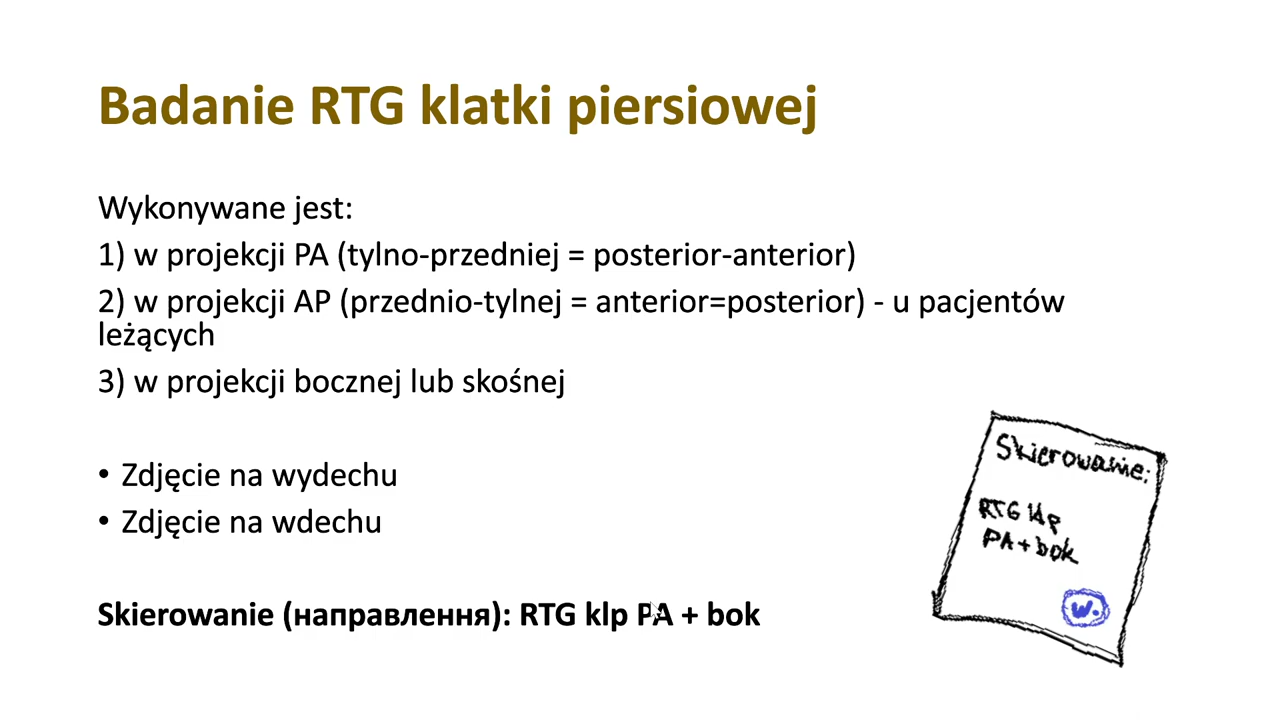 Badanie RTG klatki piersiowej
Wykonywane jest:
1) w projekcji PA (tylno-przedniej = posterior-anterior)
2) w projekcji AP (przednio-tylnej = anterior=posterior) - u pacjentów
leżących
3) w projekcji bocznej lub skośnej
• Zdjęcie na wydechu
• Zdjęcie na wdechu
Skierowanie (направлення): RTG klp PA + bok
Skierowanie:
RTG klp
PA + bok
w.